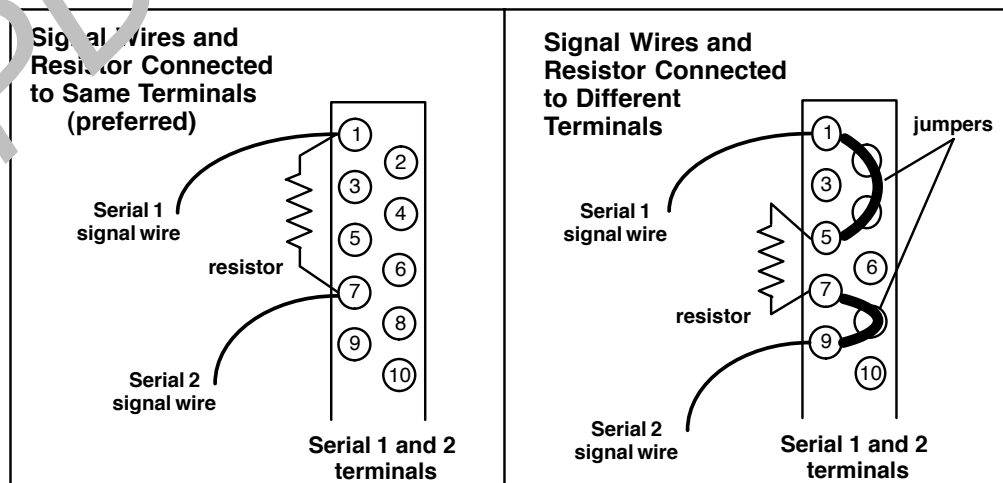 Signal Wires and
Resistor Connected
to Same Terminals
(preferred)
1
2
3
4
5
6
7
8
9
10
Serial 1
signal wire
resistor
Serial 2
signal wire
Serial 1 and 2
terminals
Signal Wires and
Resistor Connected
to Different
Terminals
jumpers
1
3
5
6
7
9
10
Serial 1
signal wire
resistor
Serial 2
signal wire
Serial 1 and 2
terminals